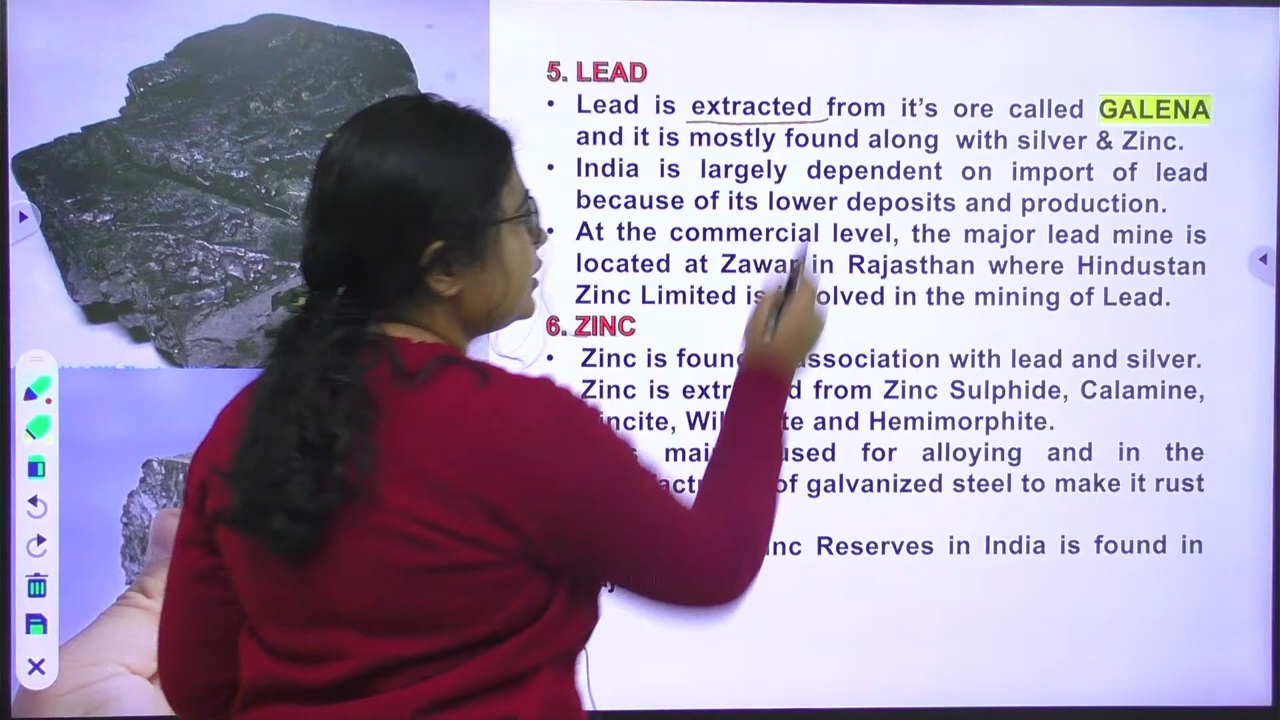 5. LEAD
• Lead is extracted from it's ore called GALENA
and it is mostly found along with silver & Zinc.
• India is largely dependent on import of lead
because of its lower deposits and production.
• At the commercial level, the major lead mine is
located at Zawar in Rajasthan where Hindustan
Zinc Limited is involved in the mining of Lead.
6. ZINC
• Zinc is found association with lead and silver.
Zinc is extracted from Zinc Sulphide, Calamine,
Zincite, and Hemimorphite.
used for alloying and in the
of galvanized steel to make it rust
Zinc Reserves in India is found in